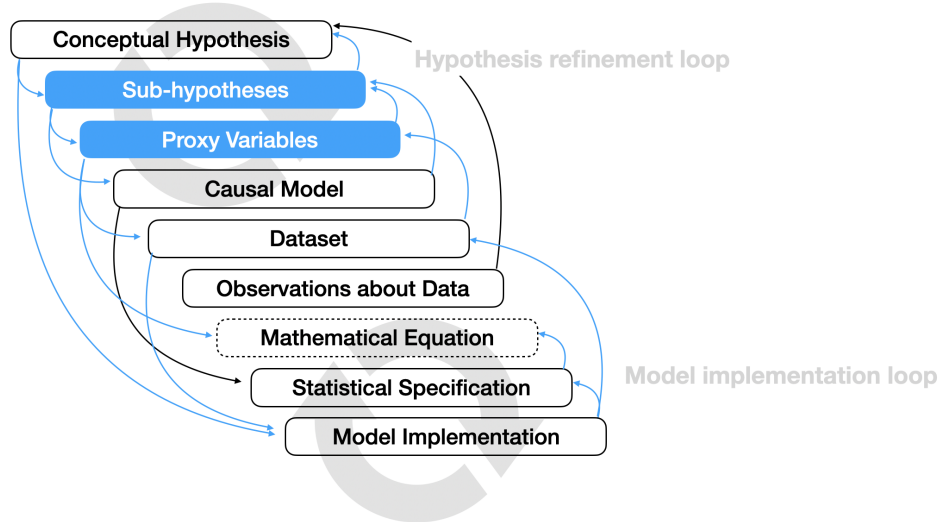 Conceptual Hypothesis
Hypothesis refinement loop
Sub-hypotheses
Proxy Variables
Causal Model
Dataset
Observations about Data
Mathematical Equation
Model implementation loop
Statistical Specification
Model Implementation